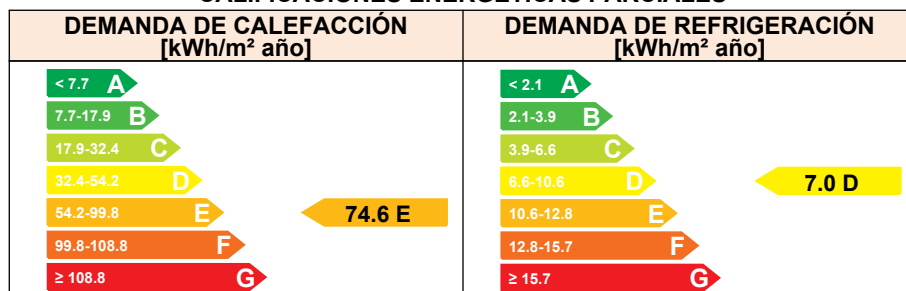 CALIFICACIONES ENERGÉTICAS PARCIALES
DEMANDA DE CALEFACCIÓN
[kWh/m² año]
< 7.7 A
7.7-17.9 B
17.9-32.4 C
32.4-54.2 D
54.2-99.8 E
99.8-108.8 F
≥ 108.8 G
74.6 E
DEMANDA DE REFRIGERACIÓN
[kWh/m² año]
< 2.1 A
2.1-3.9 B
3.9-6.6 C
6.6-10.6 D
10.6-12.8 E
12.8-15.7 F
≥ 15.7 G
7.0 D